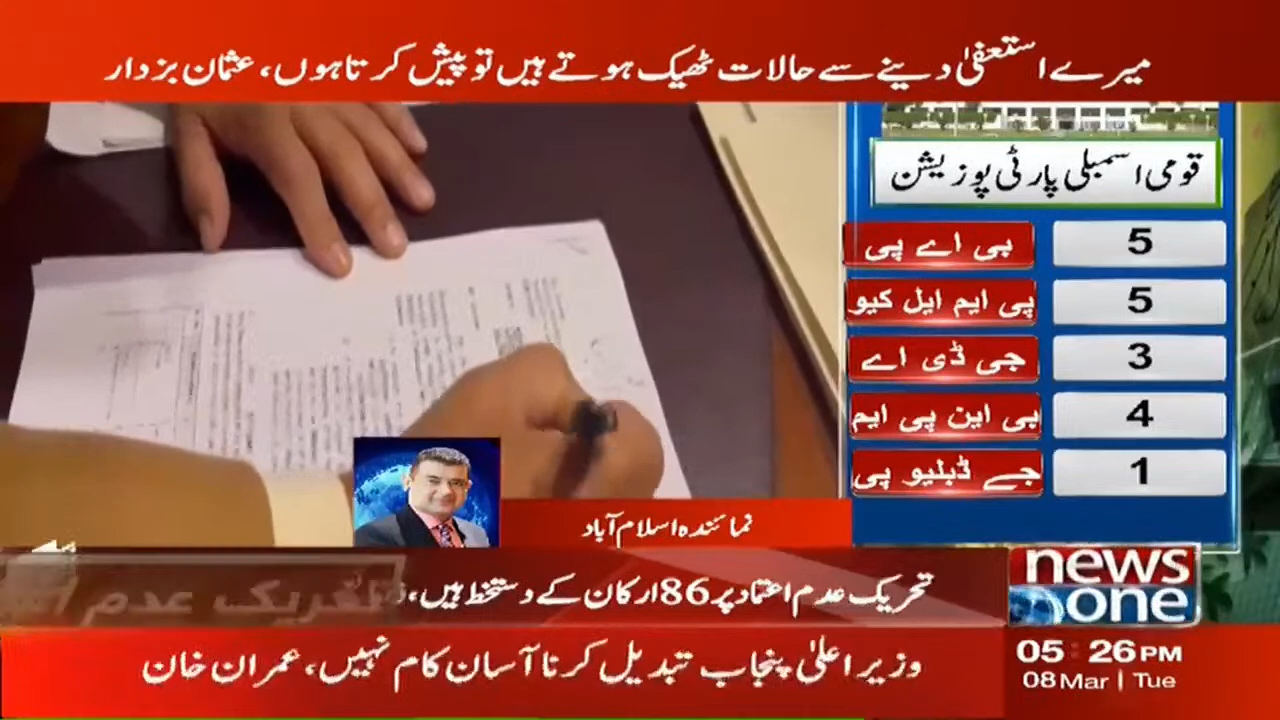 میرے استعفیٰ دینے سے حالات ٹھیک ہوتے ہیں تو پیش کرتا ہوں، عثمان بزدار
قومی اسمبلی پارٹی پوزیشن
بی اے پی 5
پی ایم ایل کیو 5
جی ڈی اے 3
بی این پی ایم 4
جے ڈبلیو پی 1
نمائندہ اسلام آباد
تحریک عدم اعتماد پر 86 ارکان کے دستخط ہیں،
تحریک عدم
وزیر اعلیٰ پنجاب تبدیل کرنا آسان کام نہیں، عمران خان
news
one
05:26 PM
08 Mar | Tue